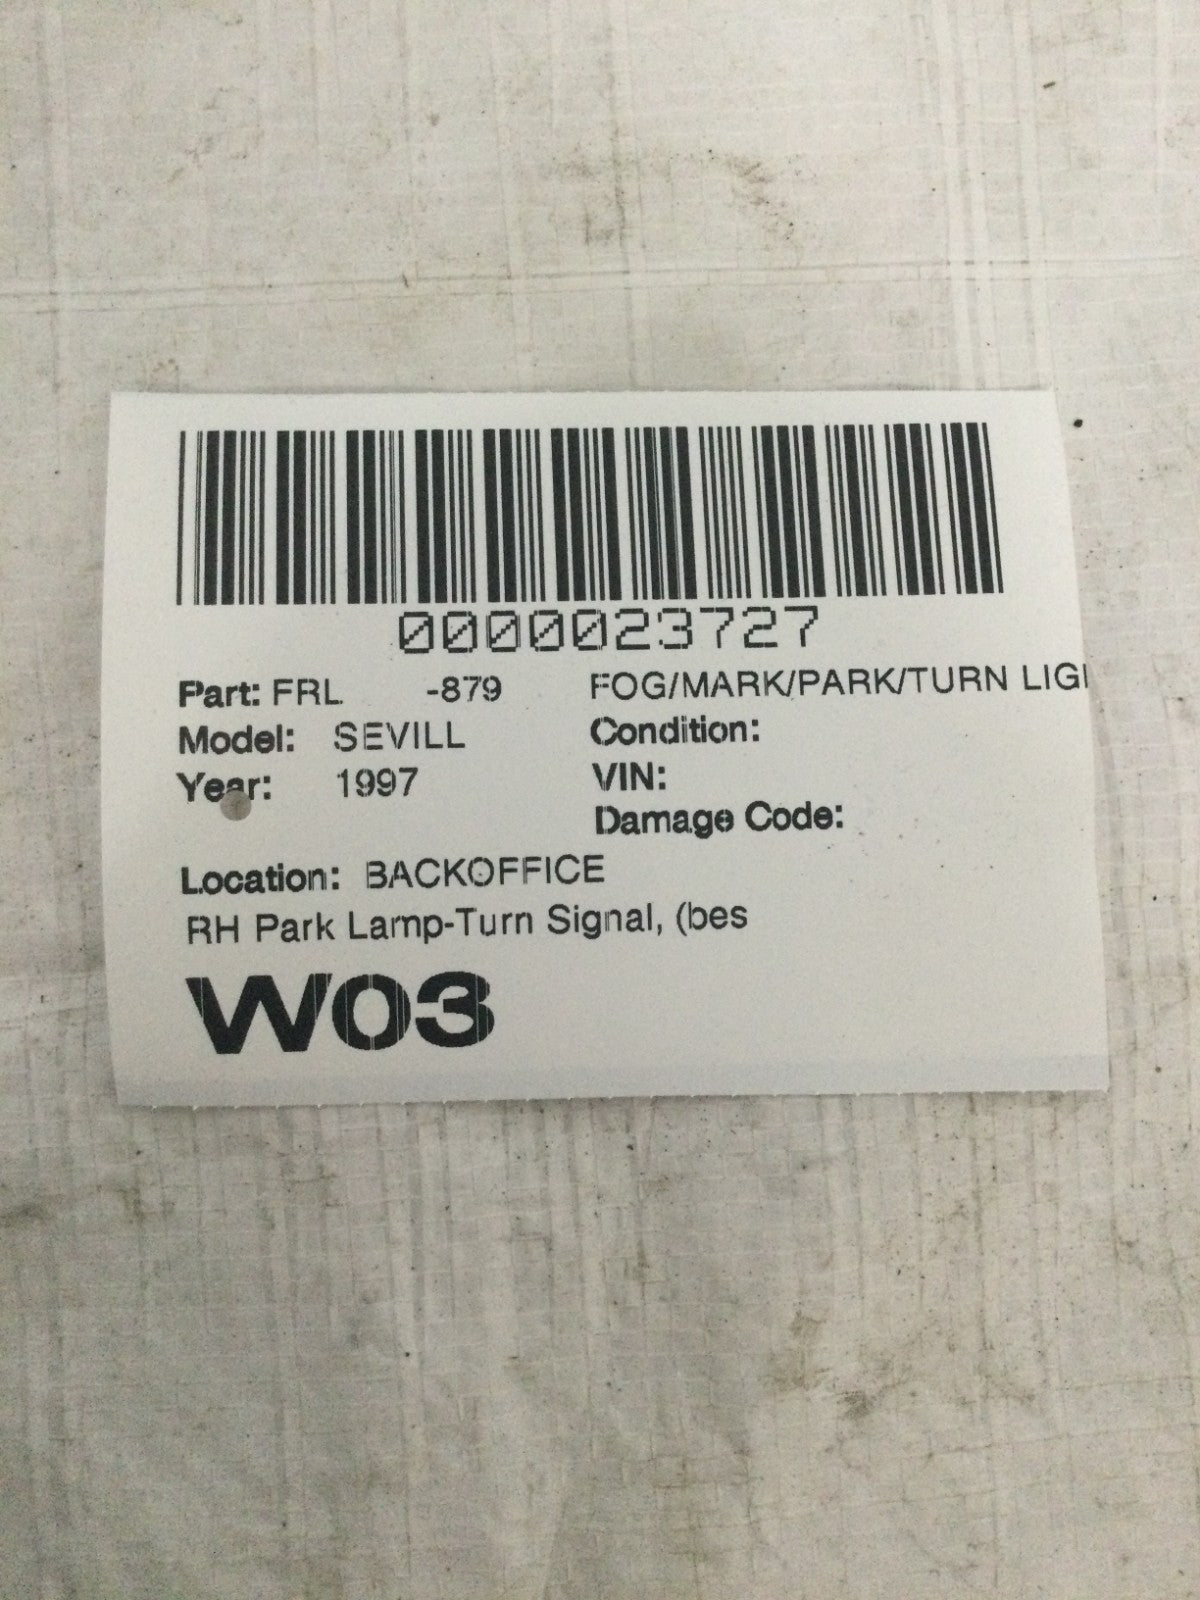 0000023727
Part: FRL -879 FOG/MARK/PARK/TURN LIGI
Model: SEVILL Condition:
Year: 1997 VIN:
Damage Code:
Location: BACKOFFICE
RH Park Lamp-Turn Signal, (bes
W03